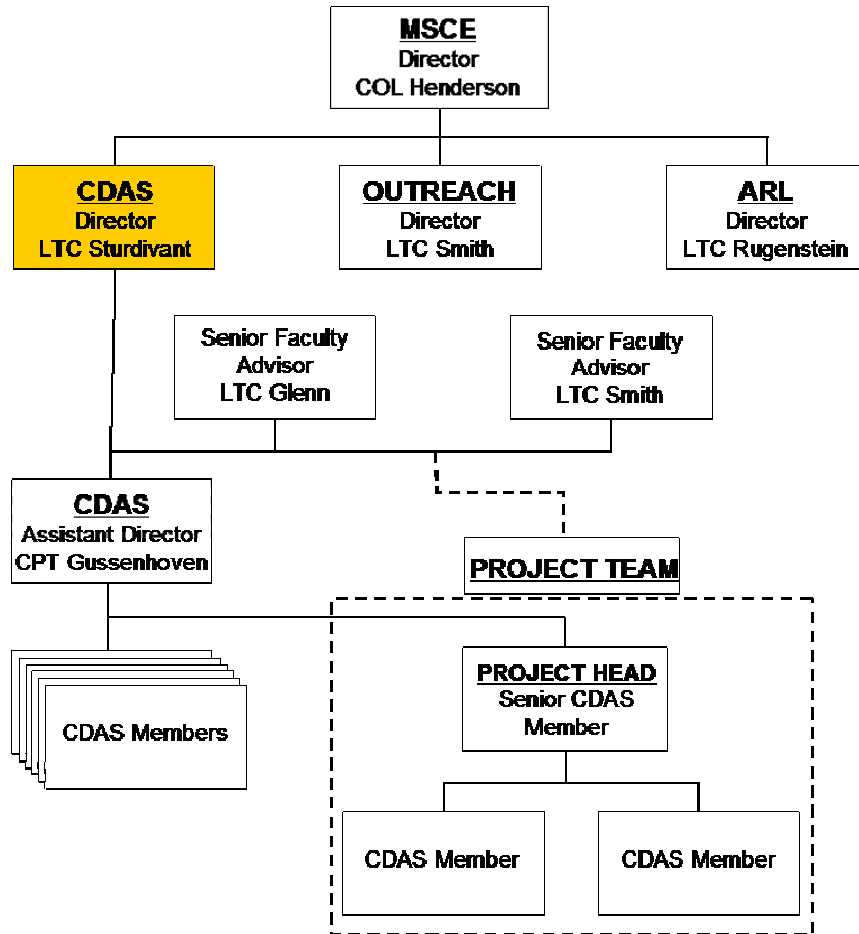 MSCE
Director
COL Henderson
CDAS
Director
LTC Sturdivant
OUTREACH
Director
LTC Smith
ARL
Director
LTC Rugenstein
Senior Faculty
Advisor
LTC Glenn
Senior Faculty
Advisor
LTC Smith
CDAS
Assistant Director
CPT Gussenhoven
PROJECT TEAM
CDAS Members
PROJECT HEAD
Senior CDAS
Member
CDAS Member
CDAS Member